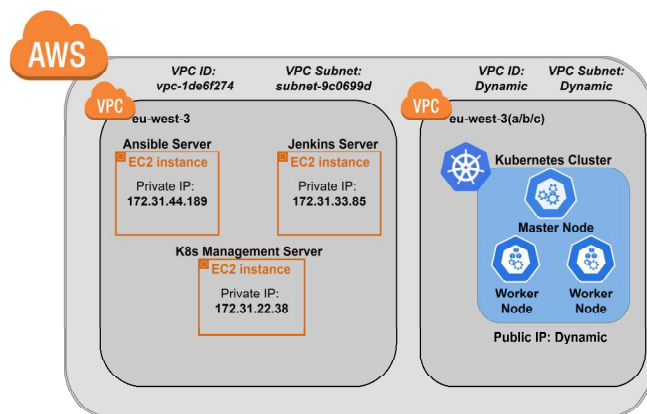 AWS
VPC ID:
vpc-1de6f274
VPC Subnet:
subnet-9c0699d
VPC ID:
Dynamic
VPC Subnet:
Dynamic
VPC
eu-west-3
Ansible Server
EC2 instance
Private IP:
172.31.44.189
Jenkins Server
EC2 instance
Private IP:
172.31.33.85
K8s Management Server
EC2 instance
Private IP:
172.31.22.38
VPC
eu-west-3(a/b/c)
Kubernetes Cluster
Master Node
Worker
Node
Worker
Node
Public IP: Dynamic